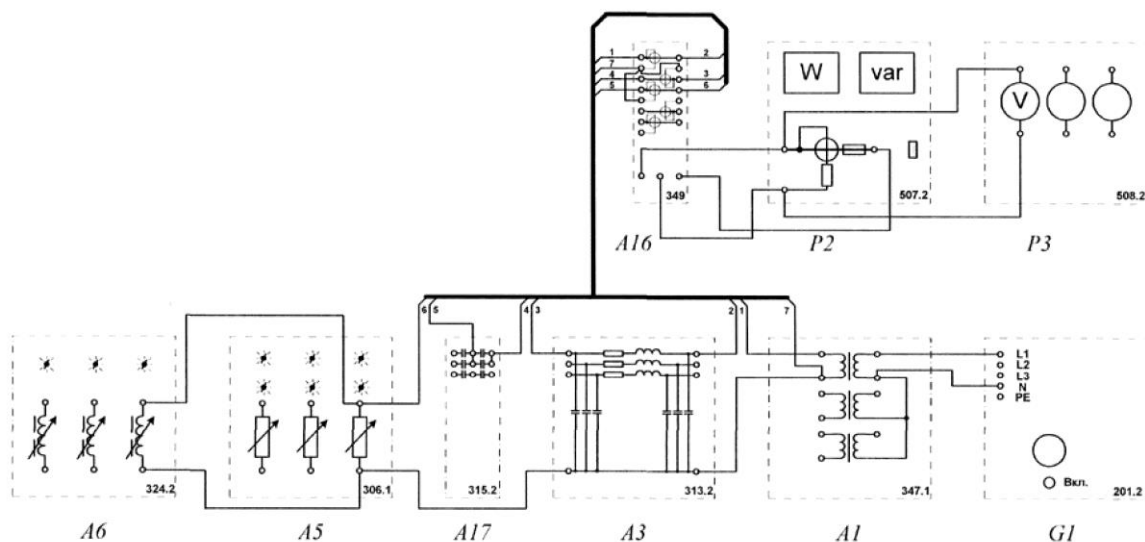 1 2
7
4 3
5 6
W var
V
349
507.2
508.2
A16 P2 P3
6 5 4 3 2 1 7
L1
L2
L3
N
PE
Вкл.
324.2 306.1 315.2 313.2 347.1 201.2
A6 A5 A17 A3 A1 G1